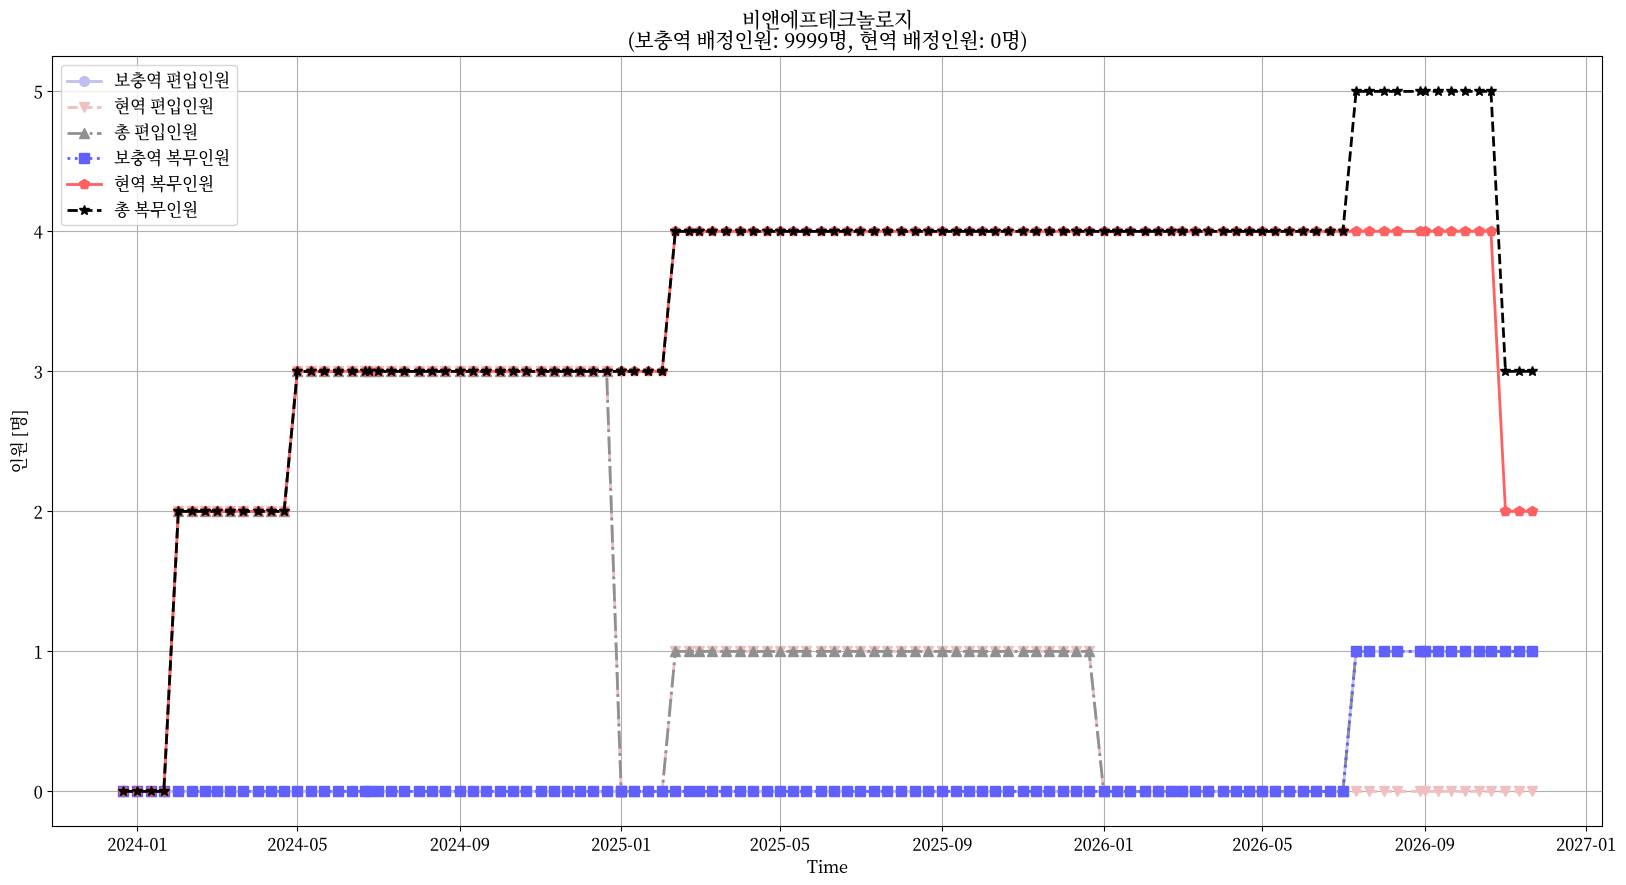 비앤에프테크놀로지
(보충역 배정인원: 9999명, 현역 배정인원: 0명)
보충역 편입인원
현역 편입인원
총 편입인원
보충역 복무인원
현역 복무인원
총 복무인원
인원 [명]
5
4
3
2
1
0
2024-01
2024-05
2024-09
2025-01
2025-05
2025-09
2026-01
2026-05
2026-09
2027-01
Time